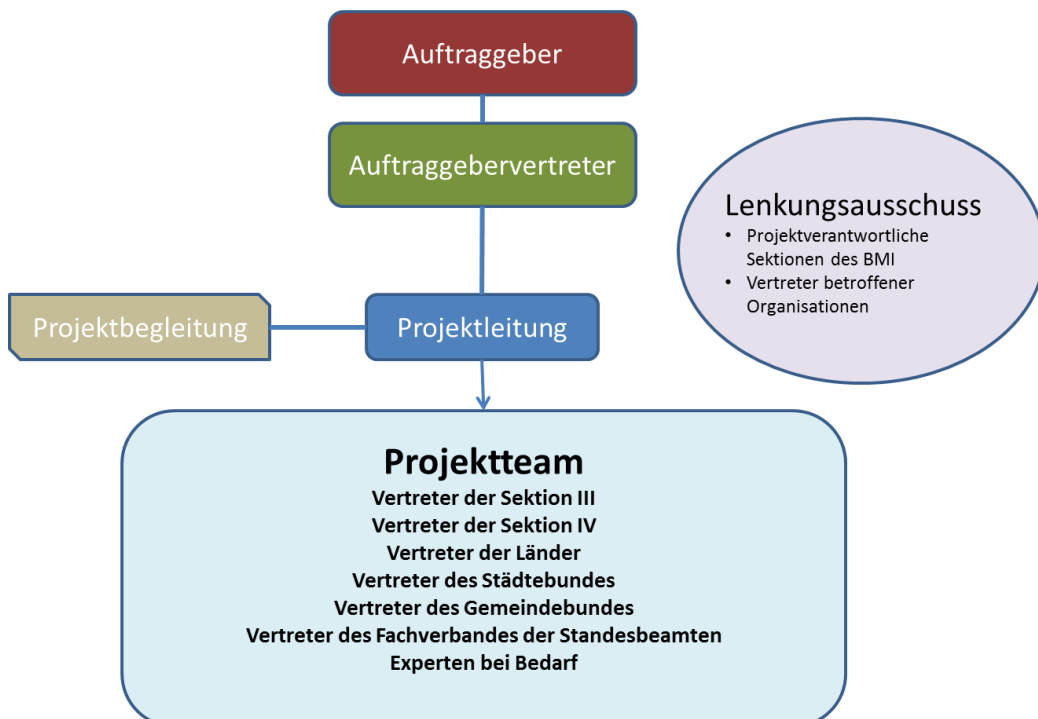 Auftraggeber
Auftraggebervertreter
Lenkungsausschuss
• Projektverantwortliche
Sektionen des BMI
• Vertreter betroffener
Organisationen
Projektbegleitung
Projektleitung
Projektteam
Vertreter der Sektion III
Vertreter der Sektion IV
Vertreter der Länder
Vertreter des Städtebundes
Vertreter des Gemeindebundes
Vertreter des Fachverbandes der Standesbeamten
Experten bei Bedarf